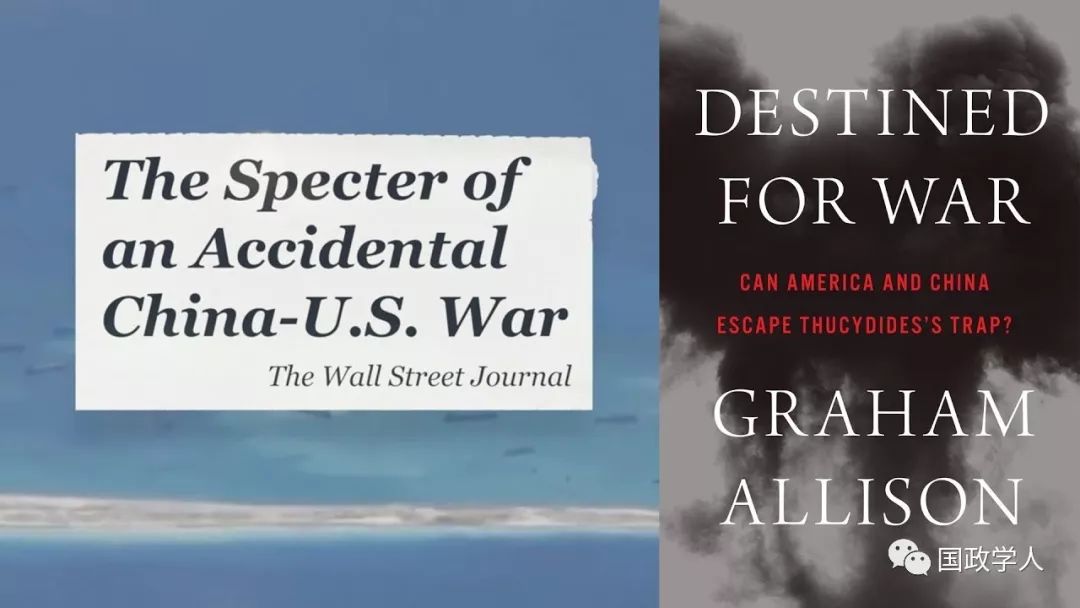 The Specter of
an Accidental
China-U.S. War
The Wall Street Journal
DESTINED
FOR WAR
CAN AMERICA AND CHINA
ESCAPE THUCYDIDES'S TRAP?
GRAHAM
ALLISON
国政学人